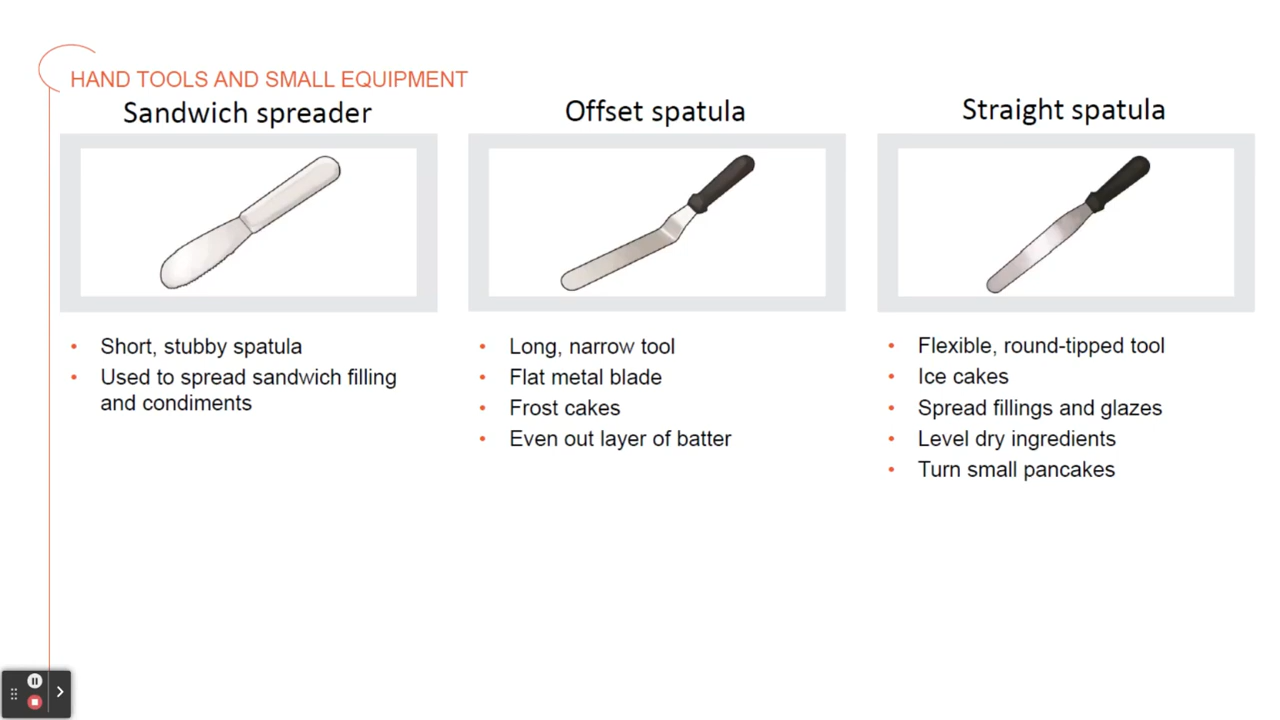 HAND TOOLS AND SMALL EQUIPMENT
Sandwich spreader
Offset spatula
Straight spatula
• Short, stubby spatula
• Used to spread sandwich filling
and condiments
• Long, narrow tool
• Flat metal blade
• Frost cakes
• Even out layer of batter
• Flexible, round-tipped tool
• Ice cakes
• Spread fillings and glazes
• Level dry ingredients
• Turn small pancakes